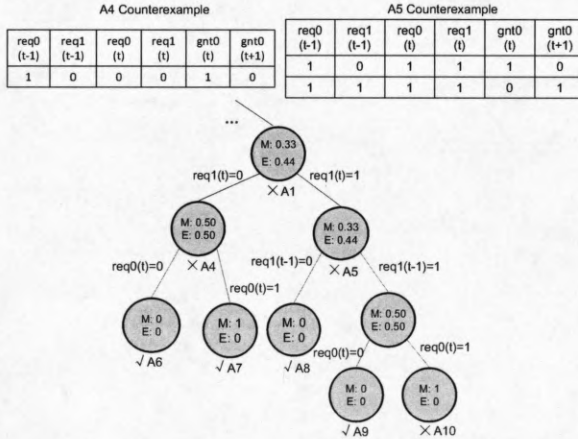 A4 Counterexample
req0 (t-1) req1 (t-1) req0 (t) req1 (t) gnt0 (t) gnt0 (t+1)
1 0 0 0 1 0
A5 Counterexample
req0 (t-1) req1 (t-1) req0 (t) req1 (t) gnt0 (t) gnt0 (t+1)
1 0 1 1 1 0
1 1 1 1 0 1
...
M: 0.33
E: 0.44
req1(t)=0
req1(t)=1
× A1
M: 0.50
E: 0.50
M: 0.33
E: 0.44
req0(t)=0
× A4
req0(t)=1
req1(t-1)=0
× A5
req1(t-1)=1
M: 0
E: 0
M: 1
E: 0
M: 0
E: 0
M: 0.50
E: 0.50
√ A6
√ A7
√ A8
req0(t)=0
req0(t)=1
M: 0
E: 0
M: 1
E: 0
√ A9
× A10